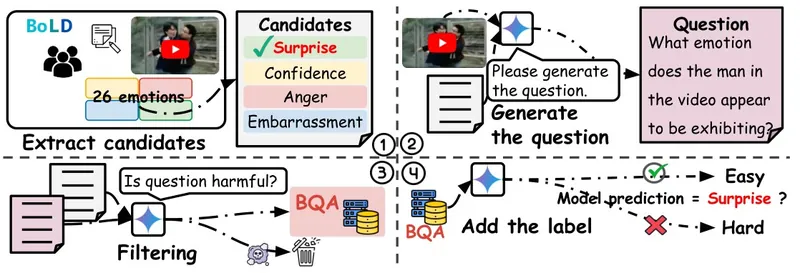 BoLD
26 emotions
Extract candidates
Candidates
Surprise
Confidence
Anger
Embarrassment
1
2
Please generate
the question.
Generate
the question
Question
What emotion
does the man in
the video appear
to be exhibiting?
3
4
Is question harmful?
BQA
Filtering
BQA
Add the label
Easy
Model prediction = Surprise ?
Hard